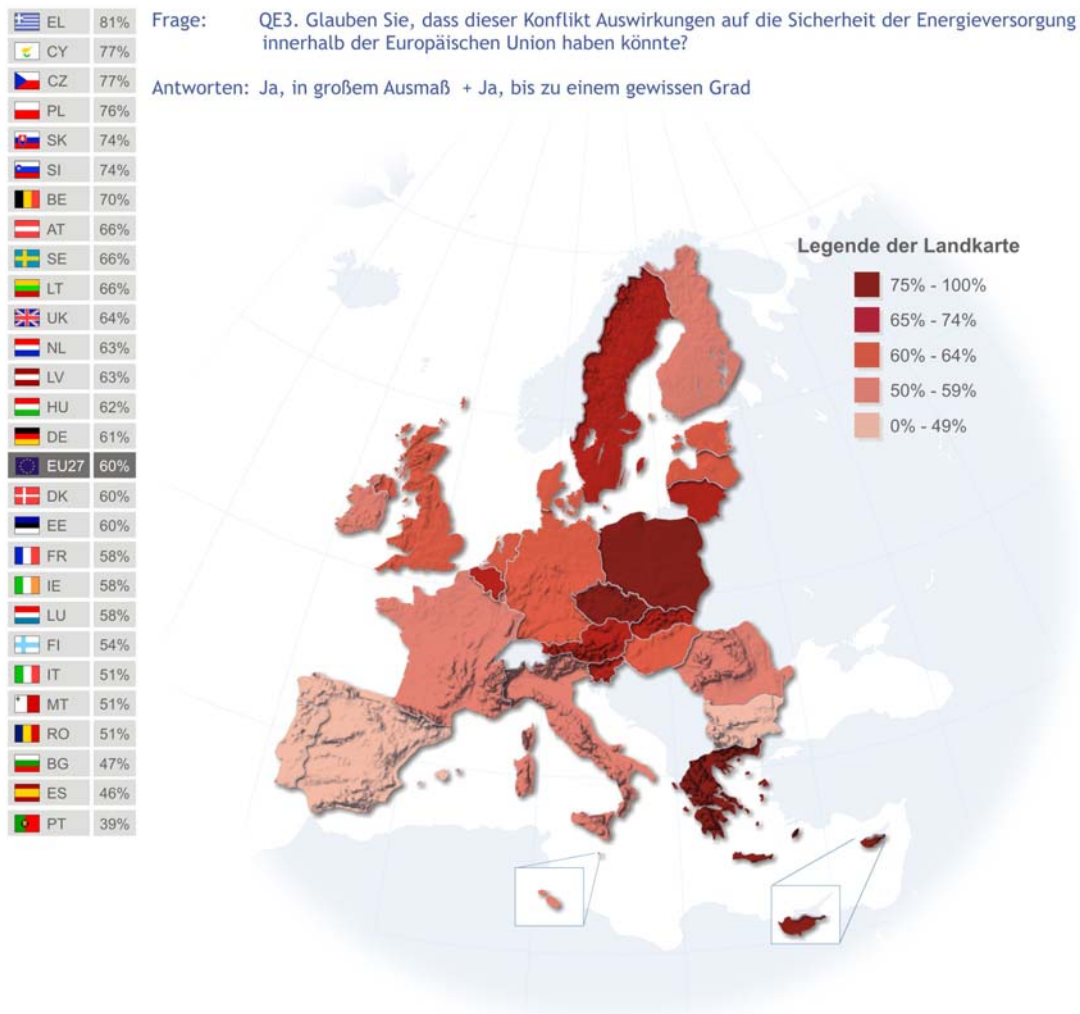 Frage: QE3. Glauben Sie, dass dieser Konflikt Auswirkungen auf die Sicherheit der Energieversorgung
innerhalb der Europäischen Union haben könnte?
Antworten: Ja, in großem Ausmaß + Ja, bis zu einem gewissen Grad
EL 81%
CY 77%
CZ 77%
PL 76%
SK 74%
SI 74%
BE 70%
AT 66%
SE 66%
LT 66%
UK 64%
NL 63%
LV 63%
HU 62%
DE 61%
EU27 60%
DK 60%
EE 60%
FR 58%
IE 58%
LU 58%
FI 54%
IT 51%
MT 51%
RO 51%
BG 47%
ES 46%
PT 39%
Legende der Landkarte
75% - 100%
65% - 74%
60% - 64%
50% - 59%
0% - 49%